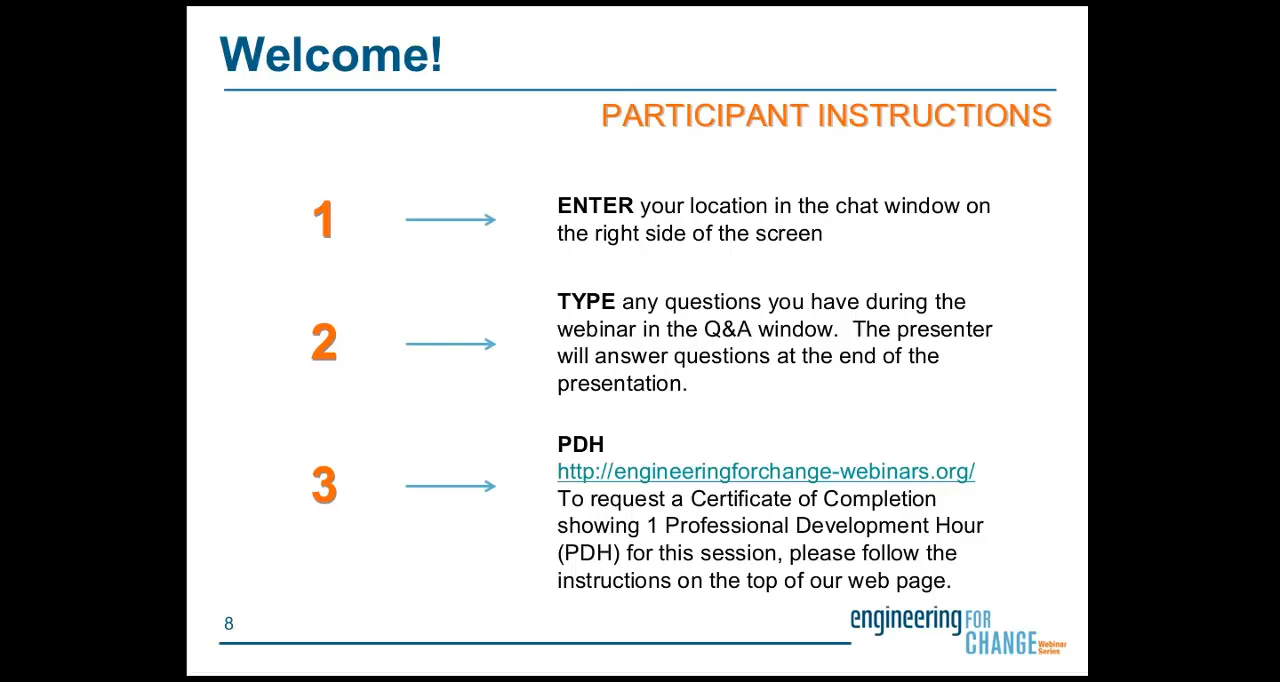 Welcome!
PARTICIPANT INSTRUCTIONS
1
ENTER your location in the chat window on
the right side of the screen
2
TYPE any questions you have during the
webinar in the Q&A window.  The presenter
will answer questions at the end of the
presentation.
3
PDH
http://engineeringforchange-webinars.org/
To request a Certificate of Completion
showing 1 Professional Development Hour
(PDH) for this session, please follow the
instructions on the top of our web page.
8
engineering FOR
CHANGE Webinar
Series